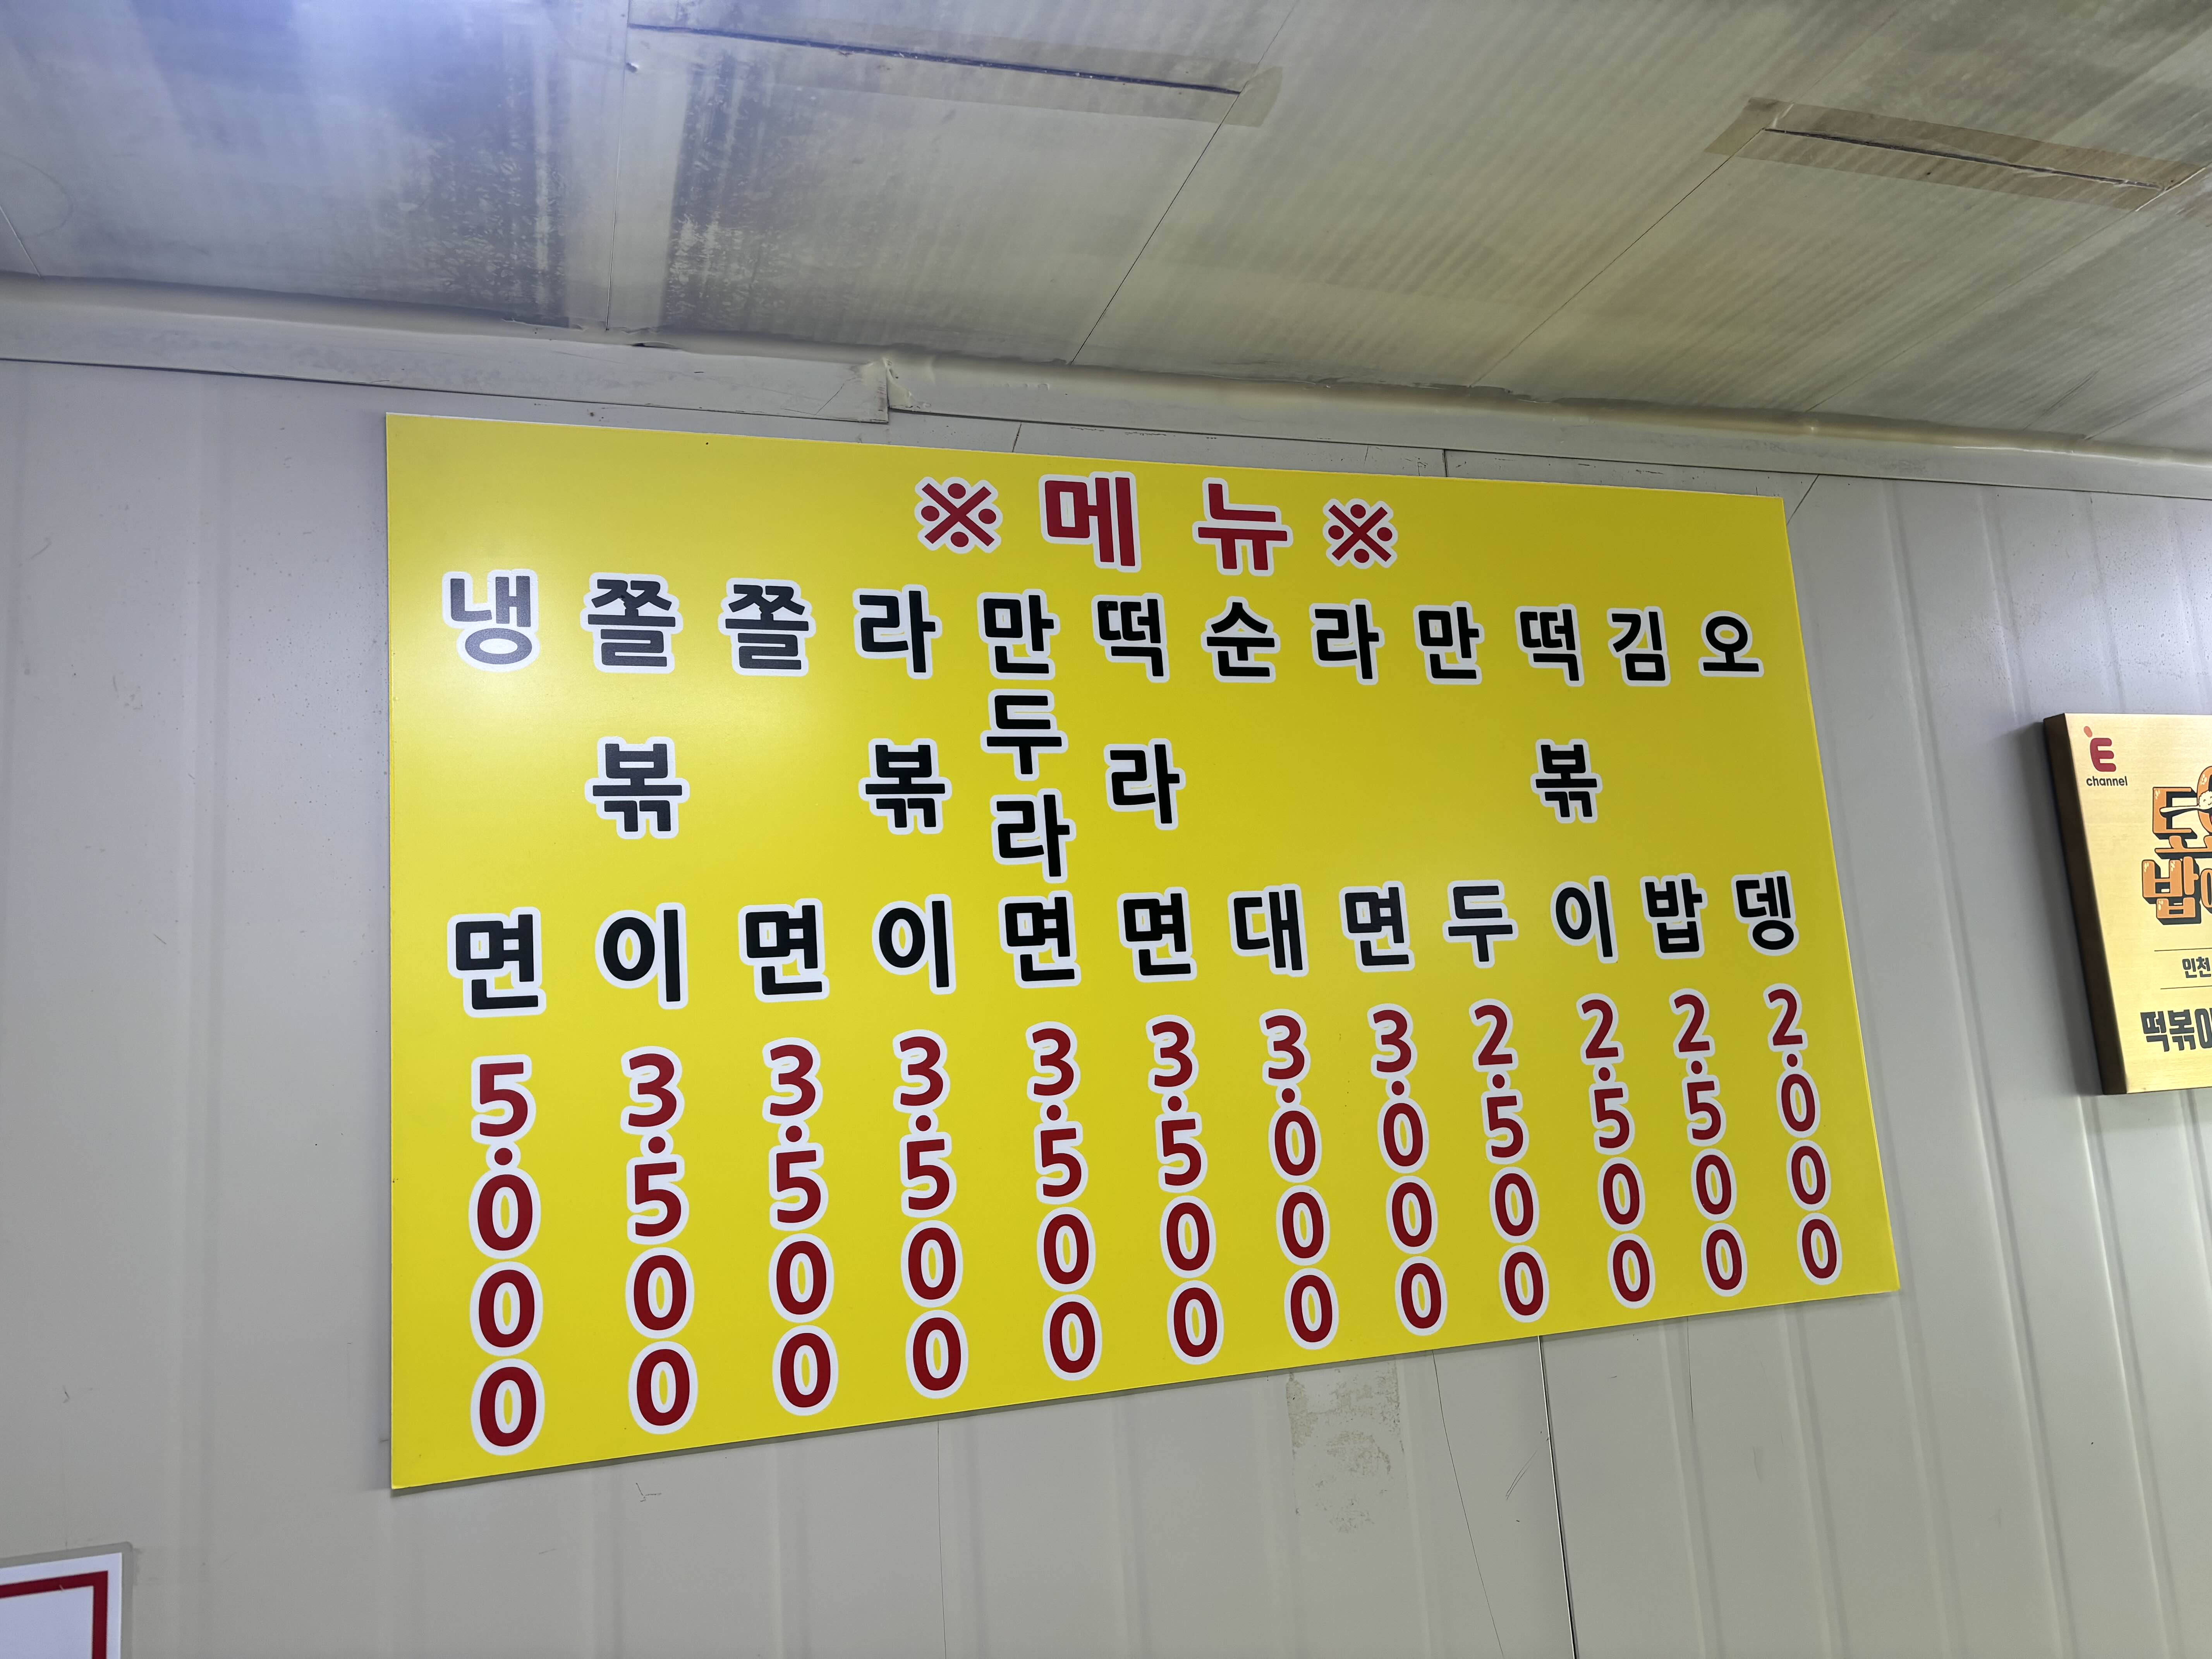 ※메뉴※
냉면 5.000
쫄볶이 3.500
쫄면 3.500
라볶이 3.500
만두라면 3.500
떡라면 3.500
순대 3.000
라면 3.000
만두 2.500
떡볶이 2.500
김밥 2.500
오뎅 2.000
E channel
밥
인천
떡볶이